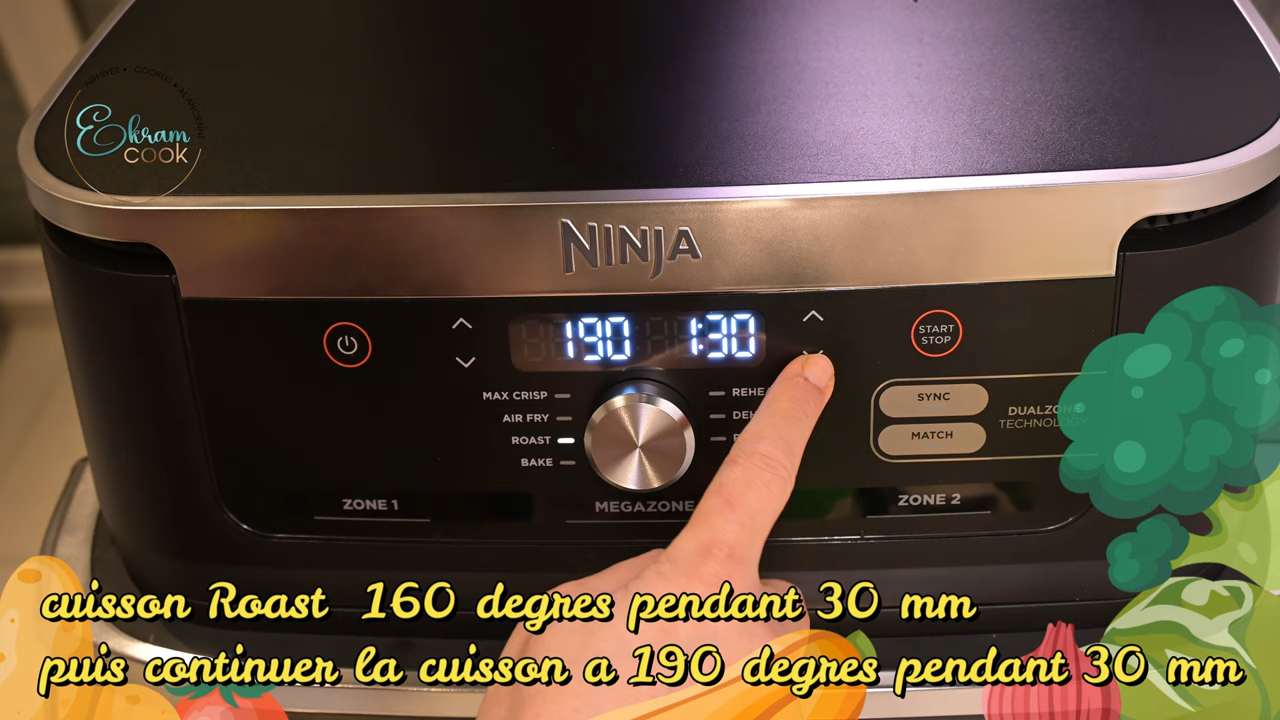 AIRFRYER • COOKEO •
Ekram
cook
NINJA
190 1:30
START
STOP
MAX CRISP
AIR FRY
ROAST
BAKE
SYNC
MATCH
DUALZONE
TECHNOLOGY
ZONE 1
MEGAZONE
ZONE 2
cuisson Roast 160 degres pendant 30 mm
puis continuer la cuisson a 190 degres pendant 30 mm